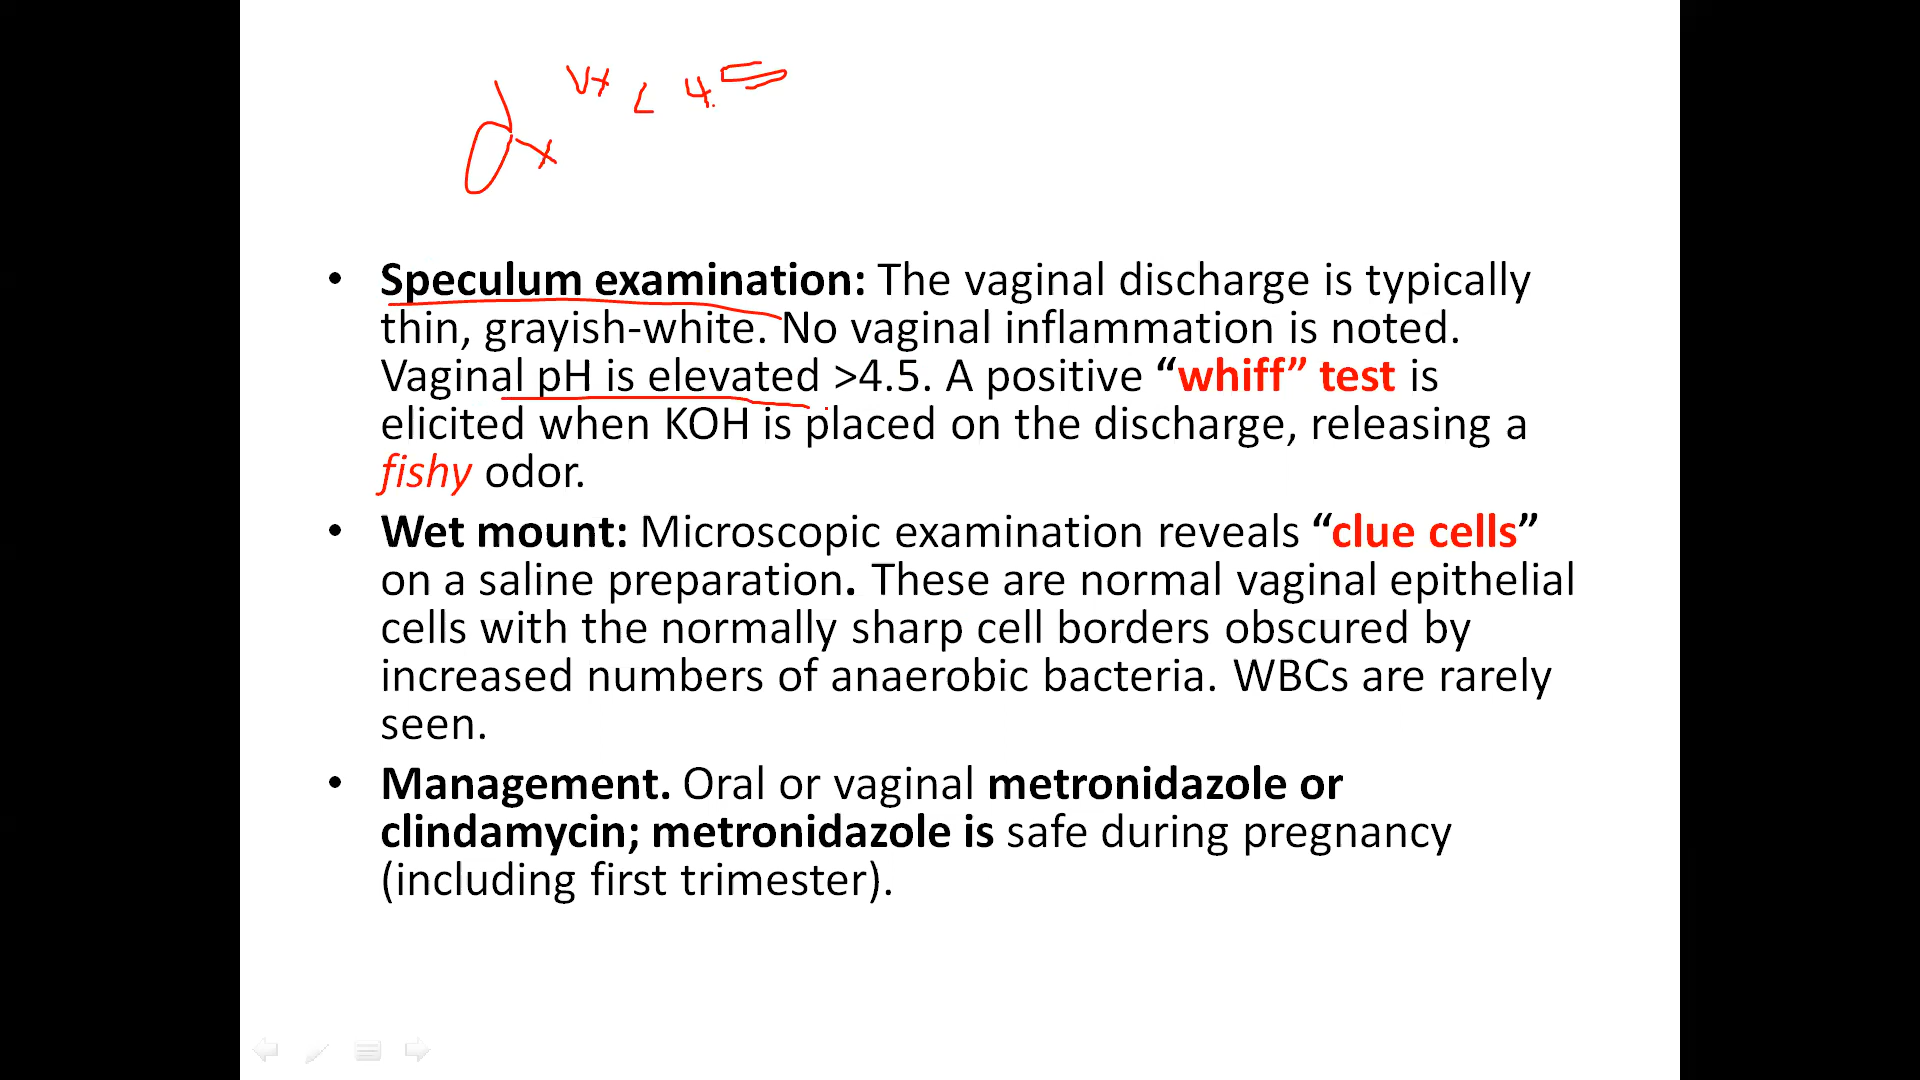 Vx < 4.5
dx
• Speculum examination: The vaginal discharge is typically
thin, grayish-white. No vaginal inflammation is noted.
Vaginal pH is elevated >4.5. A positive “whiff” test is
elicited when KOH is placed on the discharge, releasing a
fishy odor.
• Wet mount: Microscopic examination reveals “clue cells”
on a saline preparation. These are normal vaginal epithelial
cells with the normally sharp cell borders obscured by
increased numbers of anaerobic bacteria. WBCs are rarely
seen.
• Management. Oral or vaginal metronidazole or
clindamycin; metronidazole is safe during pregnancy
(including first trimester).